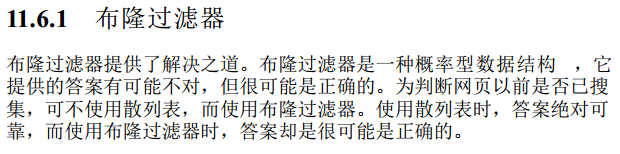 11.6.1 布隆过滤器
布隆过滤器提供了解决之道。布隆过滤器是一种概率型数据结构 ，它
提供的答案有可能不对，但很可能是正确的。为判断网页以前是否已搜
集，可不使用散列表，而使用布隆过滤器。使用散列表时，答案绝对可
靠，而使用布隆过滤器时，答案却是很可能是正确的。